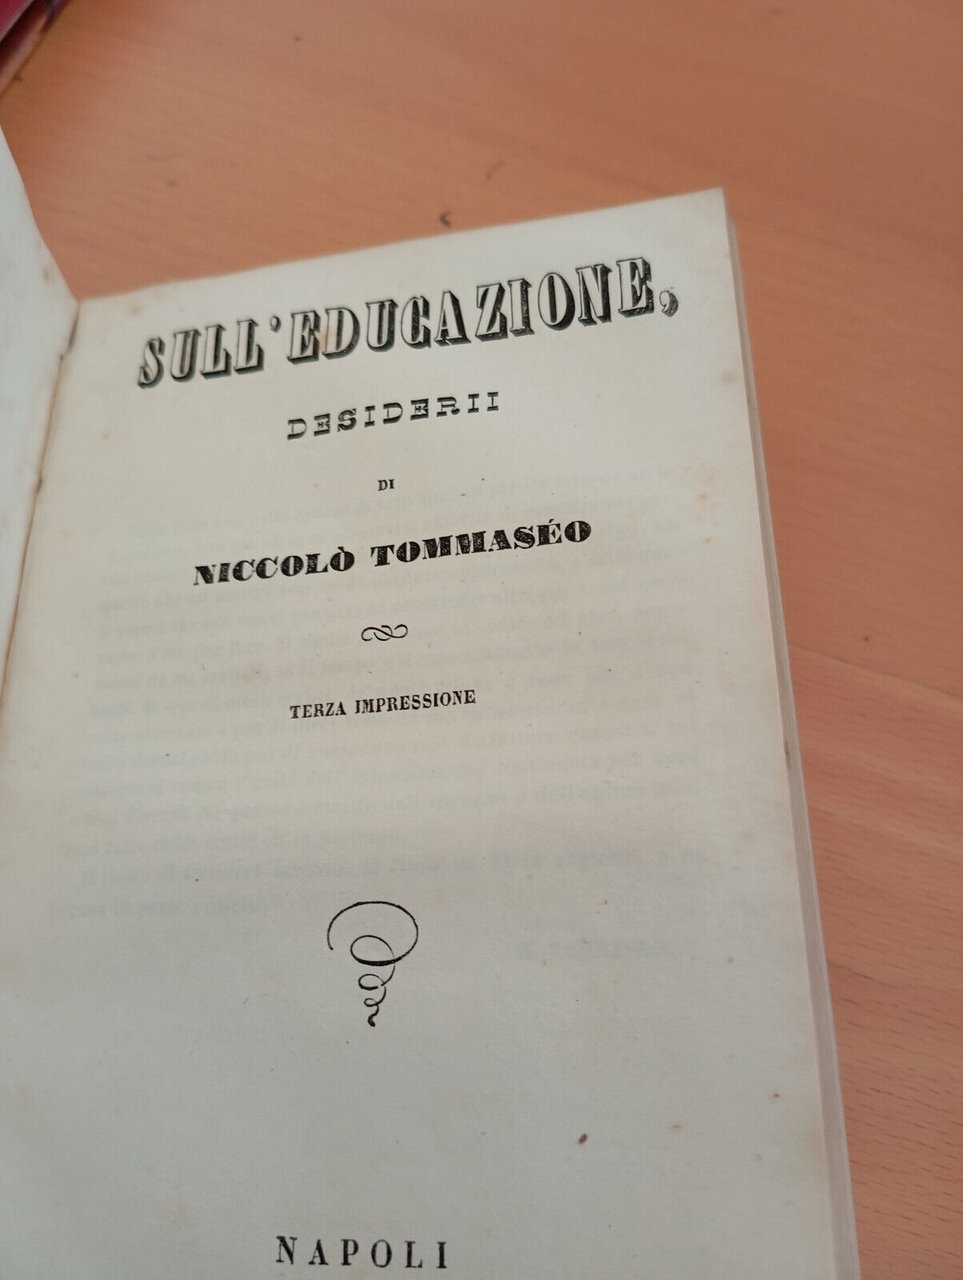 SULL'EDUCAZIONE,
DESIDERII
DI
NICCOLÒ TOMMASÉO
TERZA IMPRESSIONE
NAPOLI